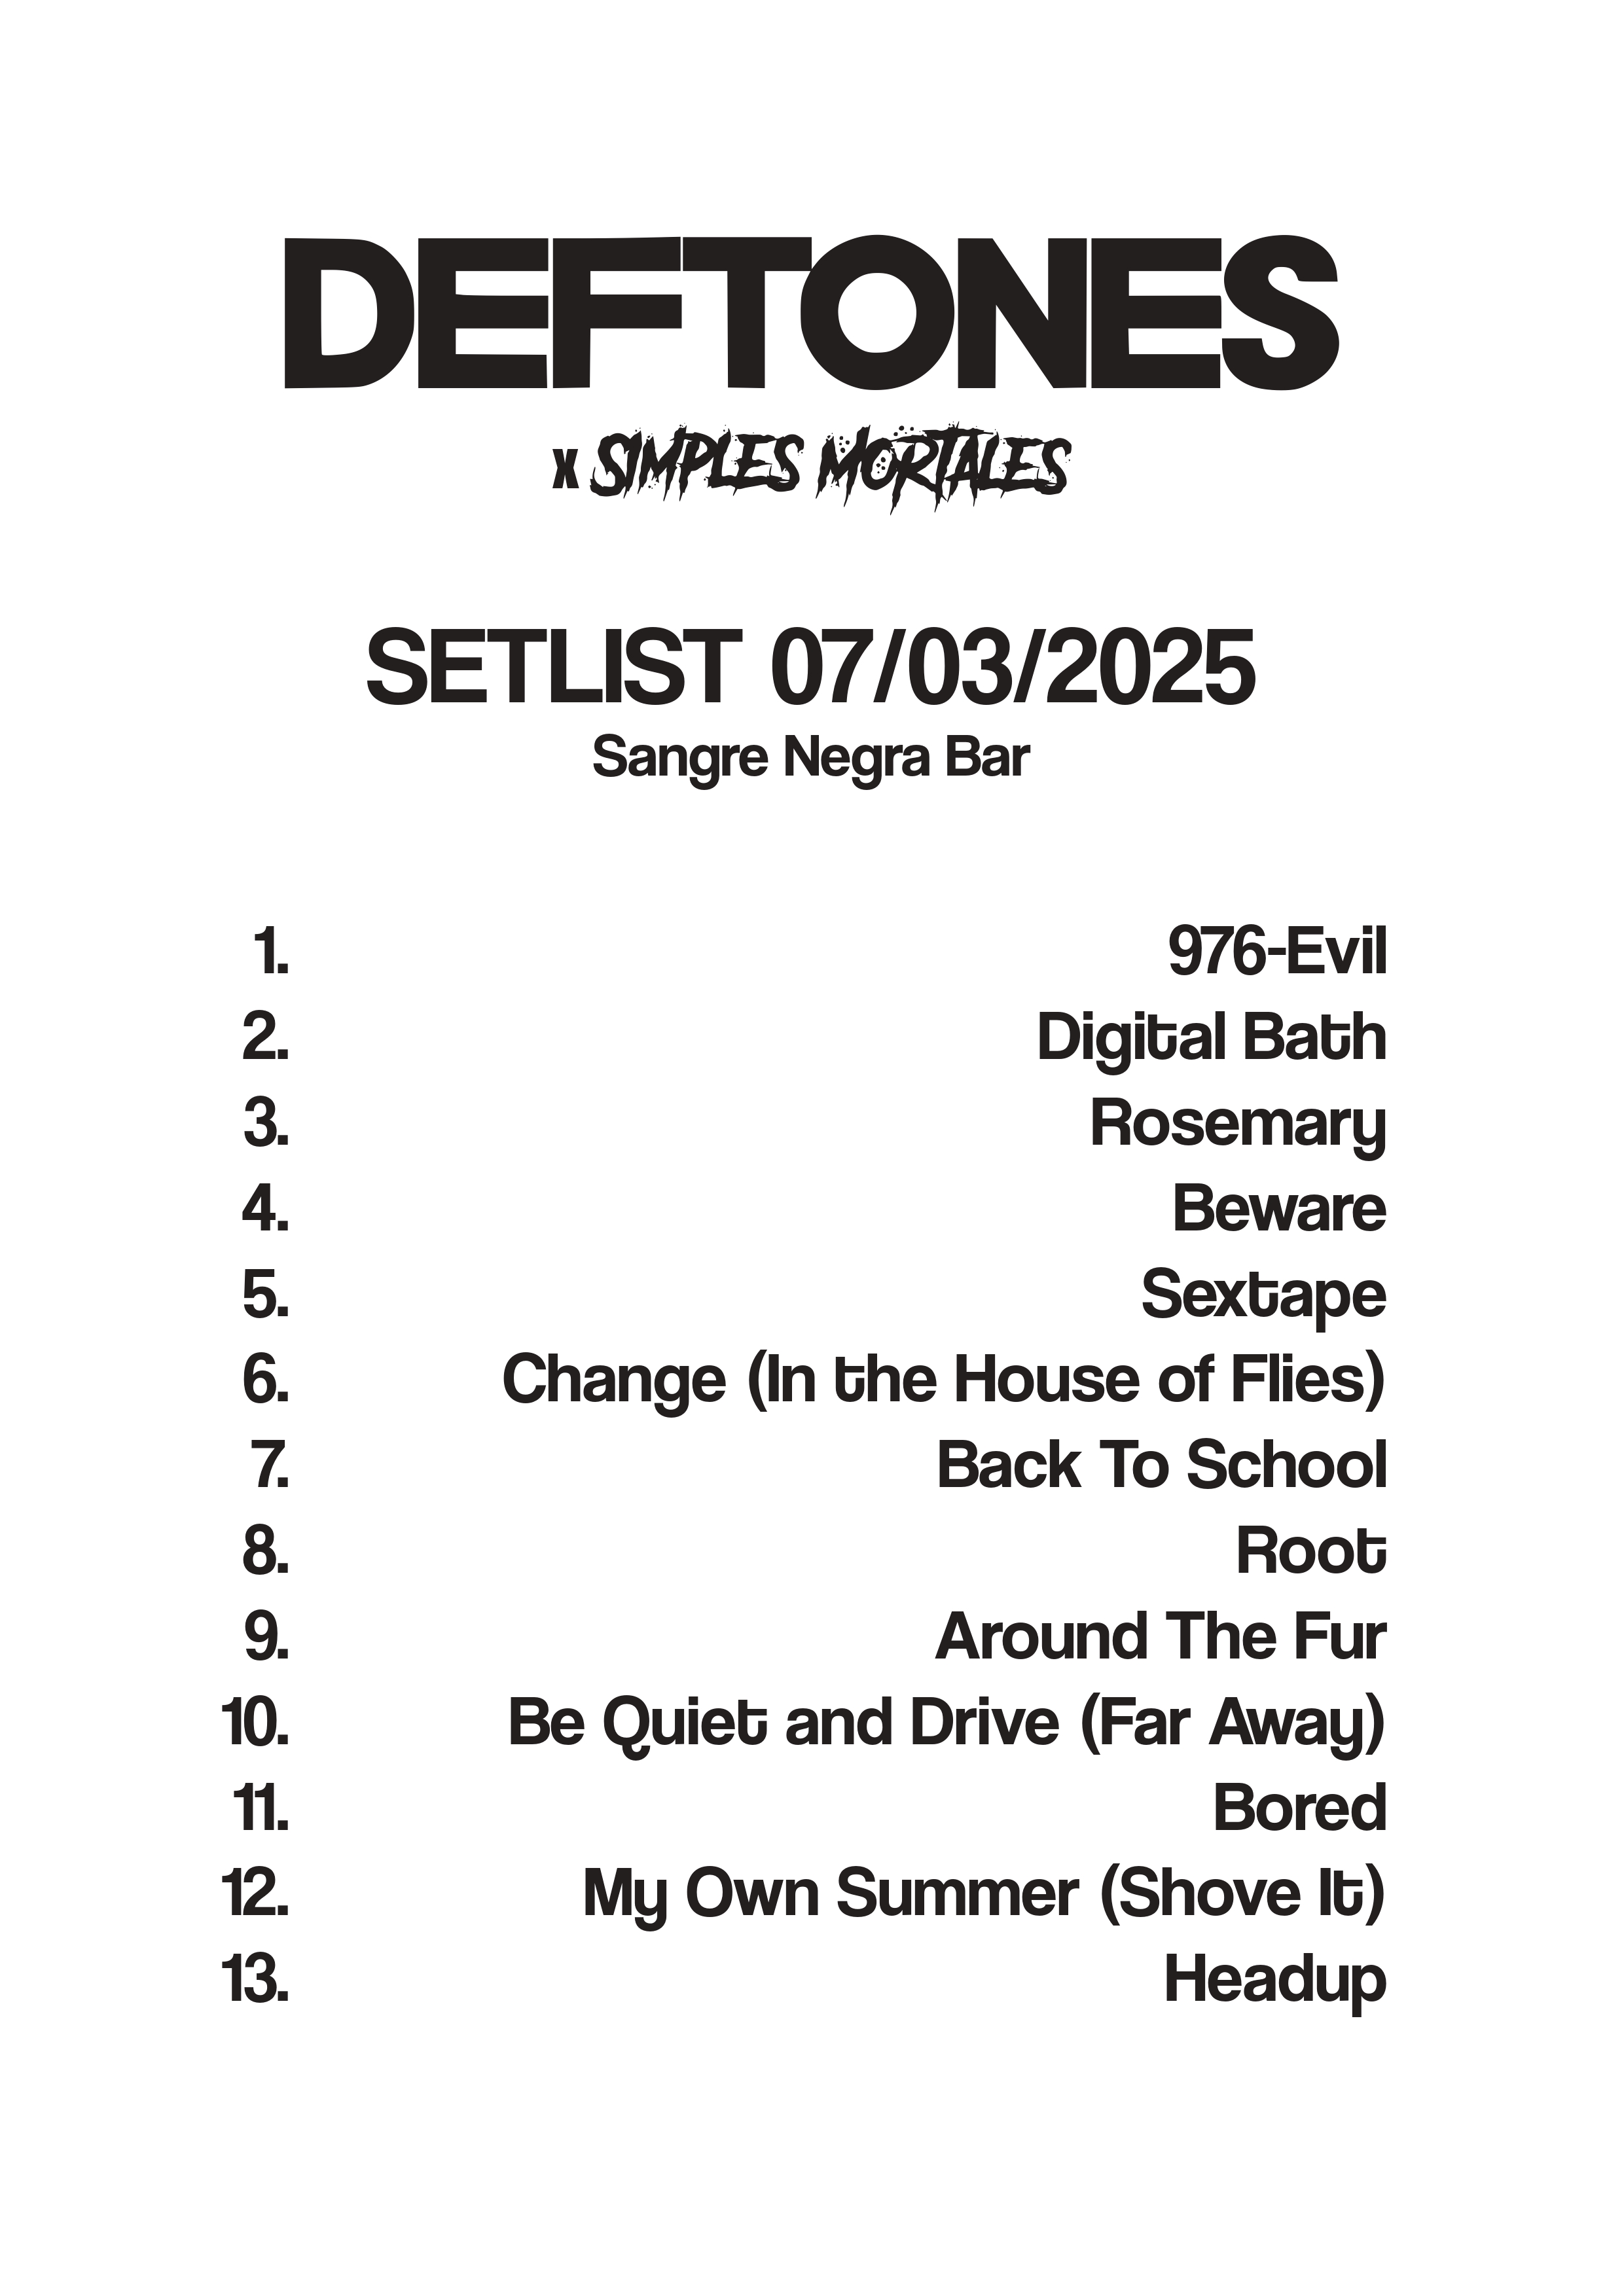 DEFTONES
x SIMPLES MORTALES
SETLIST 07/03/2025
Sangre Negra Bar
1. 976-Evil
2. Digital Bath
3. Rosemary
4. Beware
5. Sextape
6. Change (In the House of Flies)
7. Back To School
8. Root
9. Around The Fur
10. Be Quiet and Drive (Far Away)
11. Bored
12. My Own Summer (Shove It)
13. Headup